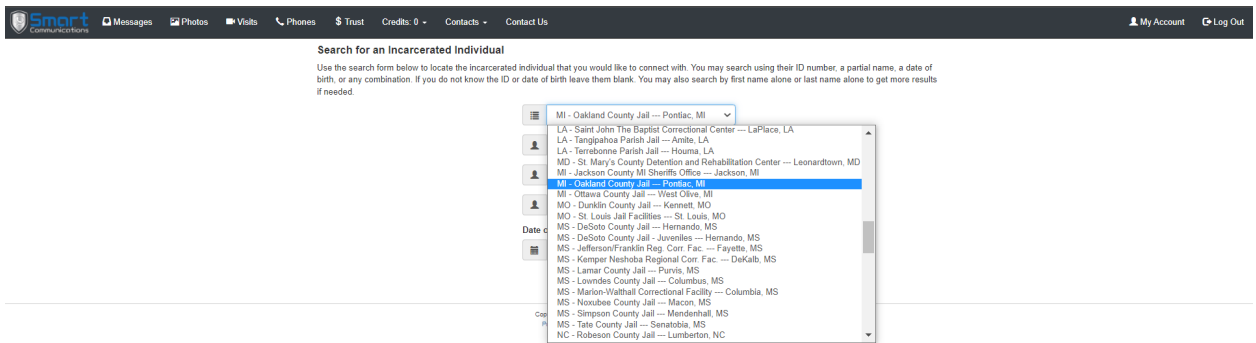 Smart Communications Messages Photos Visits Phones $ Trust Credits: 0 Contacts Contact Us My Account Log Out
Search for an Incarcerated Individual
Use the search form below to locate the incarcerated individual that you would like to connect with. You may search using their ID number, a partial name, a date of
birth, or any combination. If you do not know the ID or date of birth leave them blank. You may also search by first name alone or last name alone to get more results
if needed.
MI - Oakland County Jail --- Pontiac, MI
LA - Saint John The Baptist Correctional Center --- LaPlace, LA
LA - Tangipahoa Parish Jail --- Amite, LA
LA - Terrebonne Parish Jail --- Houma, LA
MD - St. Mary's County Detention and Rehabilitation Center --- Leonardtown, MD
MI - Jackson County MI Sheriffs Office --- Jackson, MI
MI - Oakland County Jail --- Pontiac, MI
MI - Ottawa County Jail --- West Olive, MI
MO - Dunklin County Jail --- Kennett, MO
MO - St. Louis Jail Facilities --- St. Louis, MO
MS - DeSoto County Jail --- Hernando, MS
Date
MS - DeSoto County Jail - Juveniles --- Hernando, MS
MS - Jefferson/Franklin Reg. Corr. Fac. --- Fayette, MS
MS - Kemper Neshoba Regional Corr. Fac. --- DeKalb, MS
MS - Lamar County Jail --- Purvis, MS
MS - Lowndes County Jail --- Columbus, MS
MS - Marion-Walthall Correctional Facility --- Columbia, MS
MS - Noxubee County Jail --- Macon, MS
MS - Simpson County Jail --- Mendenhall, MS
MS - Tate County Jail --- Senatobia, MS
NC - Robeson County Jail --- Lumberton, NC